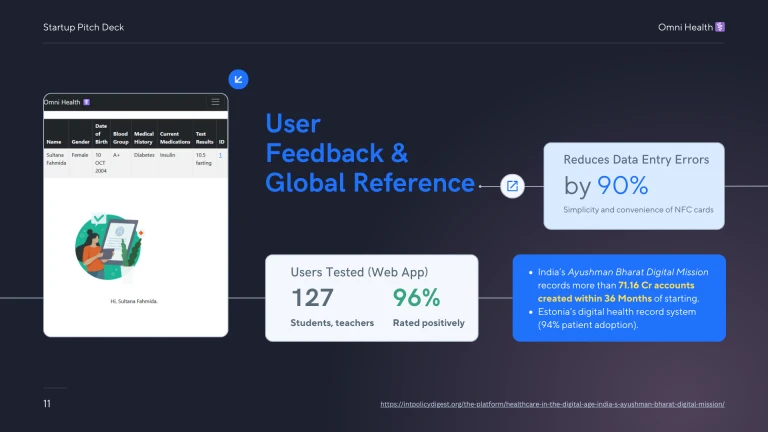 Startup Pitch Deck
Omni Health
Omni Health
Name Gender Date of Birth Blood Group Medical History Current Medications Test Results ID
Sultana Fahmida Female 10 OCT 2004 A+ Diabetes Insulin 10.5 farting 1
Hi, Sultana Fahmida.
User
Feedback &
Global Reference
Reduces Data Entry Errors
by 90%
Simplicity and convenience of NFC cards
Users Tested (Web App)
127 96%
Students, teachers Rated positively
India's Ayushman Bharat Digital Mission
records more than 71.16 Cr accounts
created within 36 Months of starting.
Estonia's digital health record system
(94% patient adoption).
11
https://intpolicydigest.org/the-platform/healthcare-in-the-digital-age-india-s-ayushman-bharat-digital-mission/